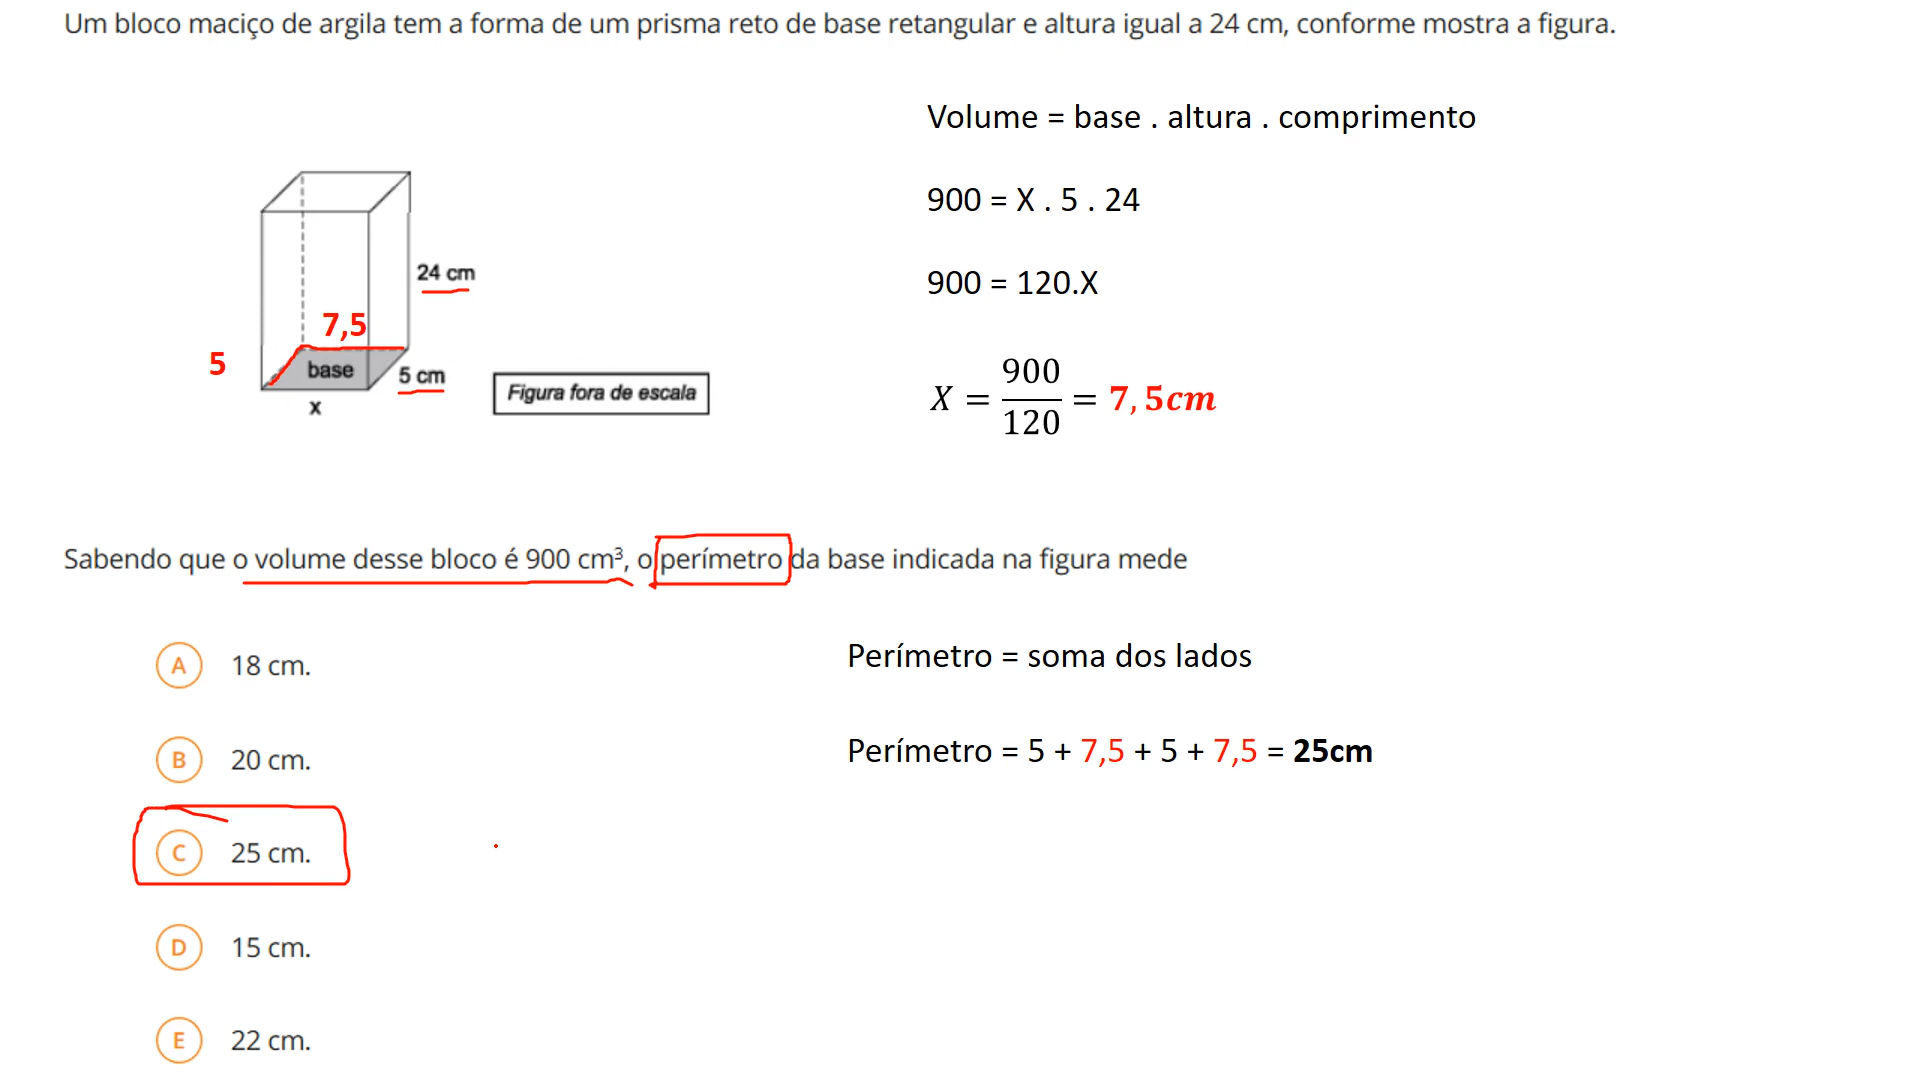 Um bloco maciço de argila tem a forma de um prisma reto de base retangular e altura igual a 24 cm, conforme mostra a figura.
Volume = base . altura . comprimento
900 = X . 5 . 24
900 = 120.X
X = 900/120 = 7,5cm
24 cm
7,5
5
base
5 cm
x
Figura fora de escala
Sabendo que o volume desse bloco é 900 cm³, o perímetro da base indicada na figura mede
A 18 cm.
B 20 cm.
C 25 cm.
D 15 cm.
E 22 cm.
Perímetro = soma dos lados
Perímetro = 5 + 7,5 + 5 + 7,5 = 25cm